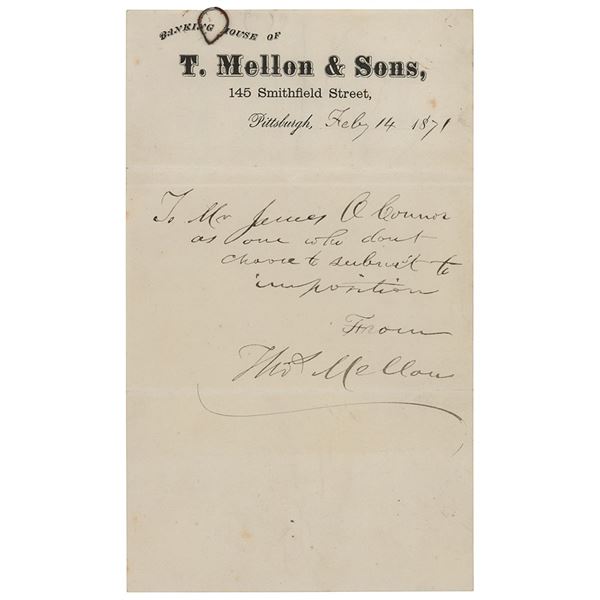 BANKING HOUSE OF
T. Mellon & Sons,
145 Smithfield Street,
Pittsburgh, Feby 14 1871
To Mr James O Connor
as one who dont
choose to submit to
imposition
From
Thos Mellon